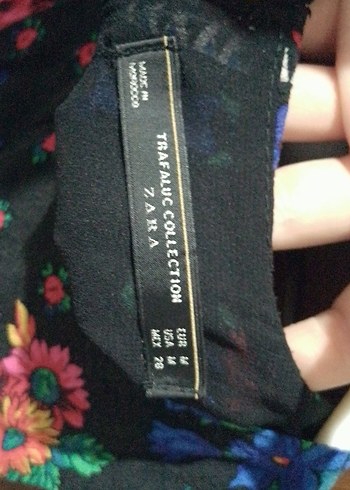 MADE IN
MOROCCO
TRAFALUC COLLECTION
ZARA
EUR M
USA M
MEX 28